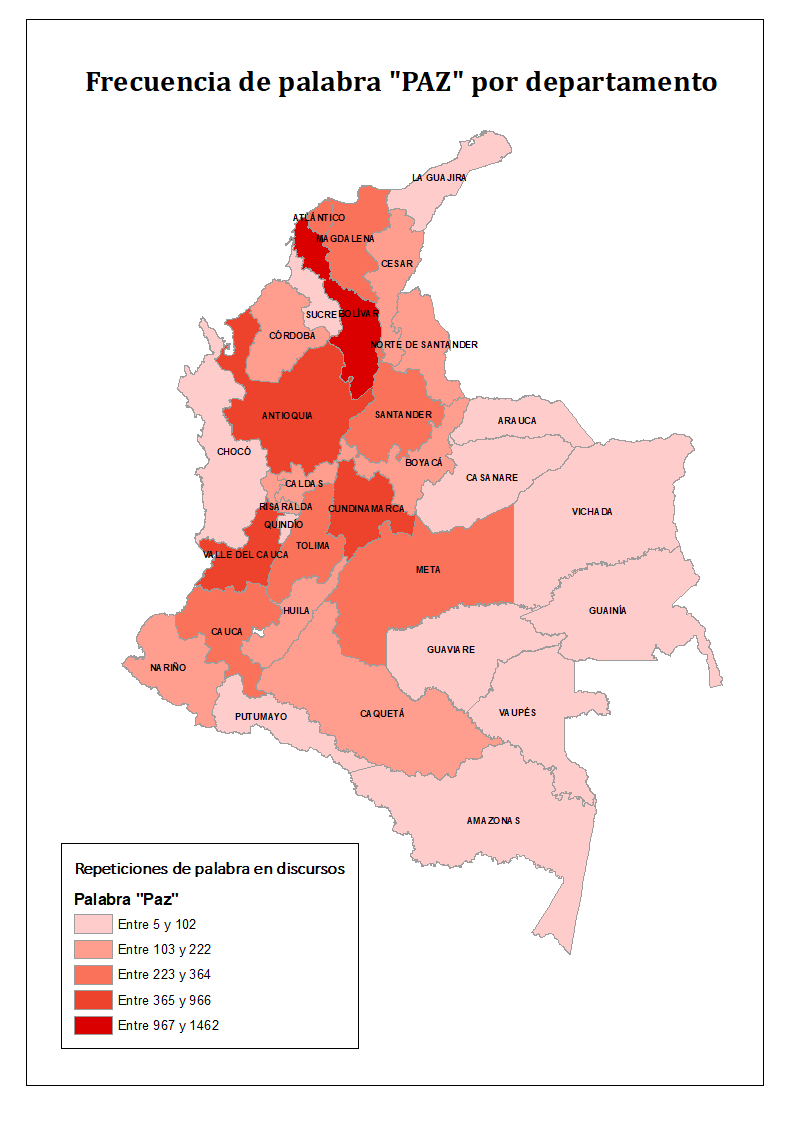 Frecuencia de palabra "PAZ" por departamento
LA GUAJIRA
ATLÁNTICO
MAGDALENA
CESAR
SUCRE
BOLÍVAR
CÓRDOBA
NORTE DE SANTANDER
ANTIOQUIA
SANTANDER
ARAUCA
CHOCÓ
BOYACÁ
CASANARE
CALDAS
RISARALDA
CUNDINAMARCA
VICHADA
QUINDÍO
TOLIMA
VALLE DEL CAUCA
META
HUILA
GUAINÍA
CAUCA
GUAVIARE
NARIÑO
PUTUMAYO
CAQUETÁ
VAUPÉS
AMAZONAS
Repeticiones de palabra en discursos
Palabra "Paz"
Entre 5 y 102
Entre 103 y 222
Entre 223 y 364
Entre 365 y 966
Entre 967 y 1462